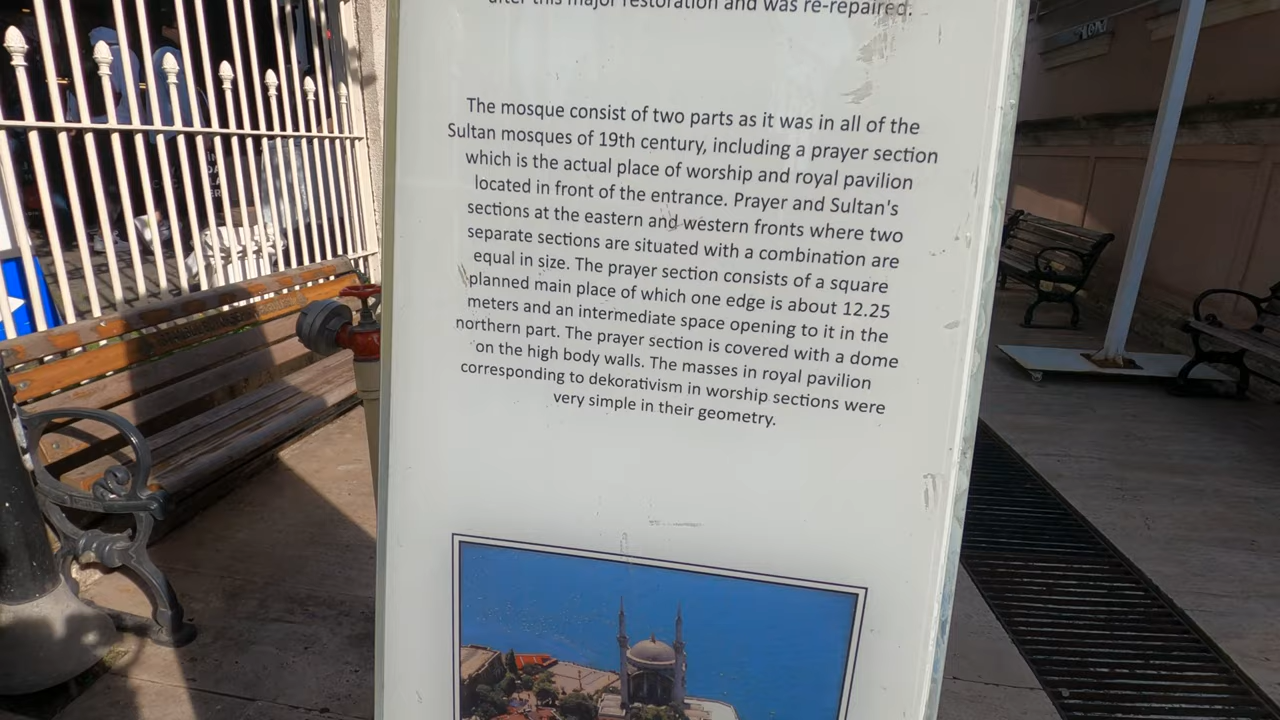 after this major restoration and was re-repaired.
The mosque consist of two parts as it was in all of the
Sultan mosques of 19th century, including a prayer section
which is the actual place of worship and royal pavilion
located in front of the entrance. Prayer and Sultan's
sections at the eastern and western fronts where two
separate sections are situated with a combination are
equal in size. The prayer section consists of a square
planned main place of which one edge is about 12.25
meters and an intermediate space opening to it in the
northern part. The prayer section is covered with a dome
on the high body walls. The masses in royal pavilion
corresponding to dekorativism in worship sections were
very simple in their geometry.